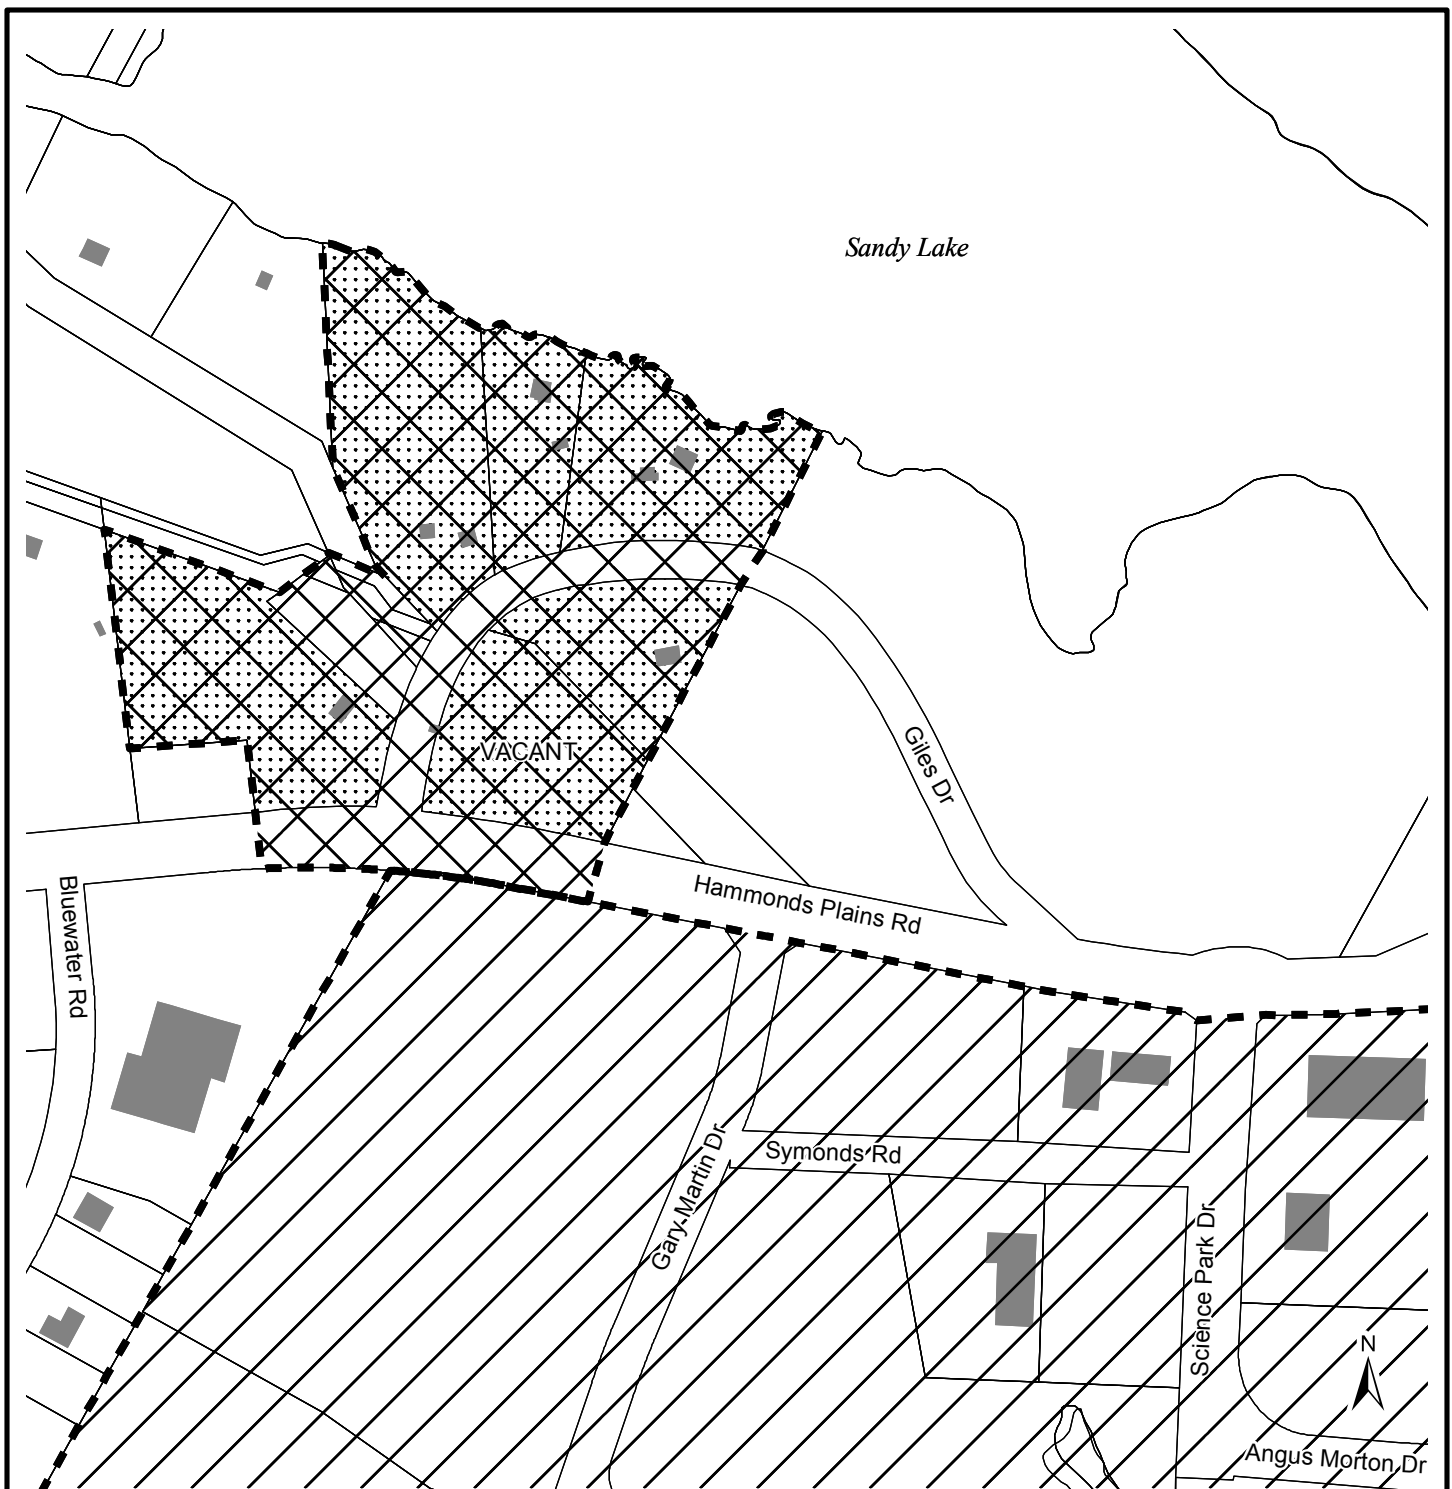 Sandy Lake
VACANT
Giles Dr
Hammonds Plains Rd
Bluewater Rd
Symonds Rd
Gary-Martin Dr
Science Park Dr
N
Angus Morton Dr